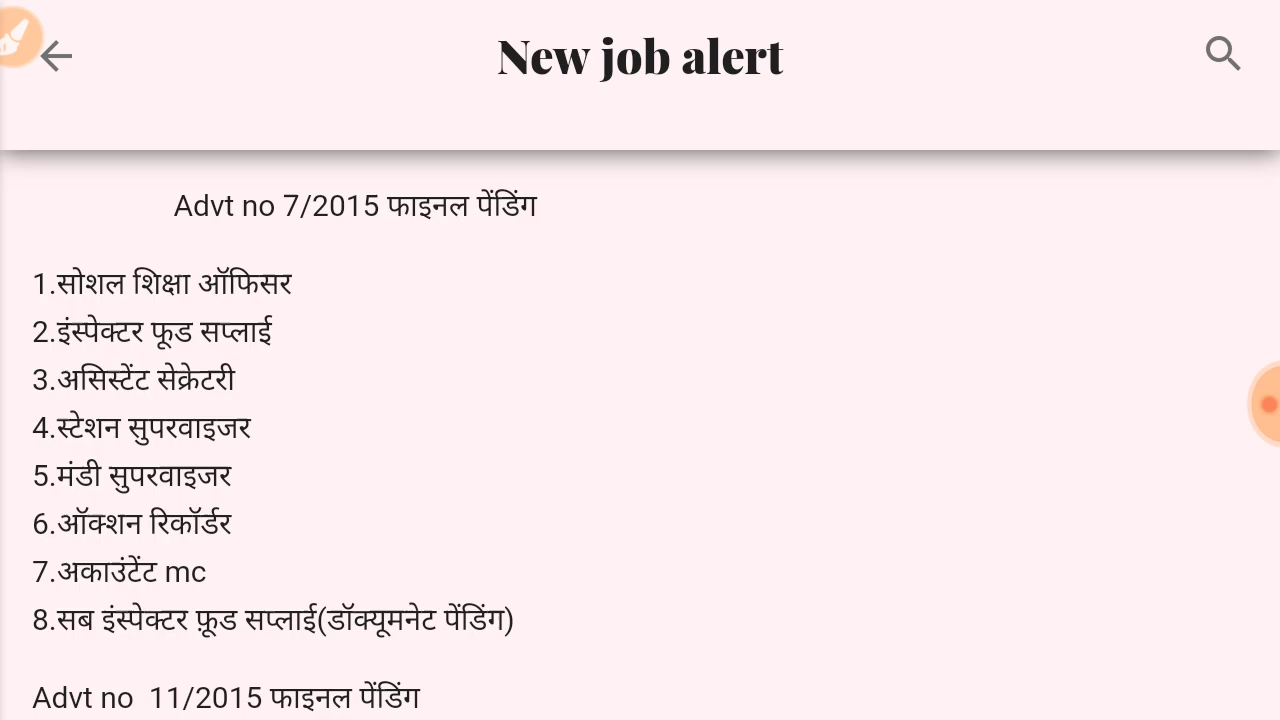 New job alert
Advt no 7/2015 फाइनल पेंडिंग
1.सोशल शिक्षा ऑफिसर
2.इंस्पेक्टर फूड सप्लाई
3.असिस्टेंट सेक्रेटरी
4.स्टेशन सुपरवाइजर
5.मंडी सुपरवाइजर
6.ऑक्शन रिकॉर्डर
7.अकाउंटेंट mc
8.सब इंस्पेक्टर फ़ूड सप्लाई(डॉक्यूमनेट पेंडिंग)
Advt no  11/2015 फाइनल पेंडिंग